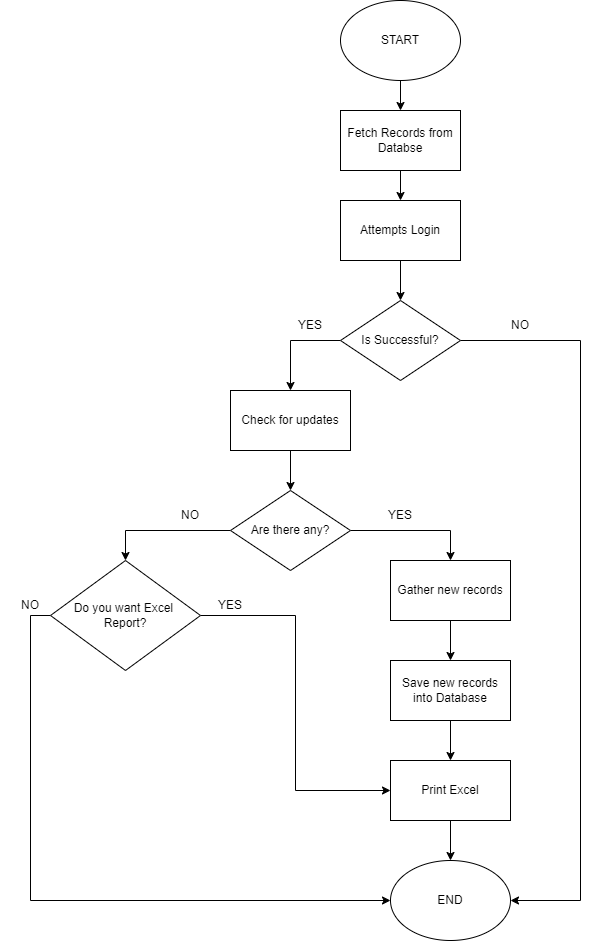 START
Fetch Records from
Databse
Attempts Login
YES
NO
Is Successful?
Check for updates
NO
YES
Are there any?
Gather new records
NO
YES
Do you want Excel
Report?
Save new records
into Database
Print Excel
END